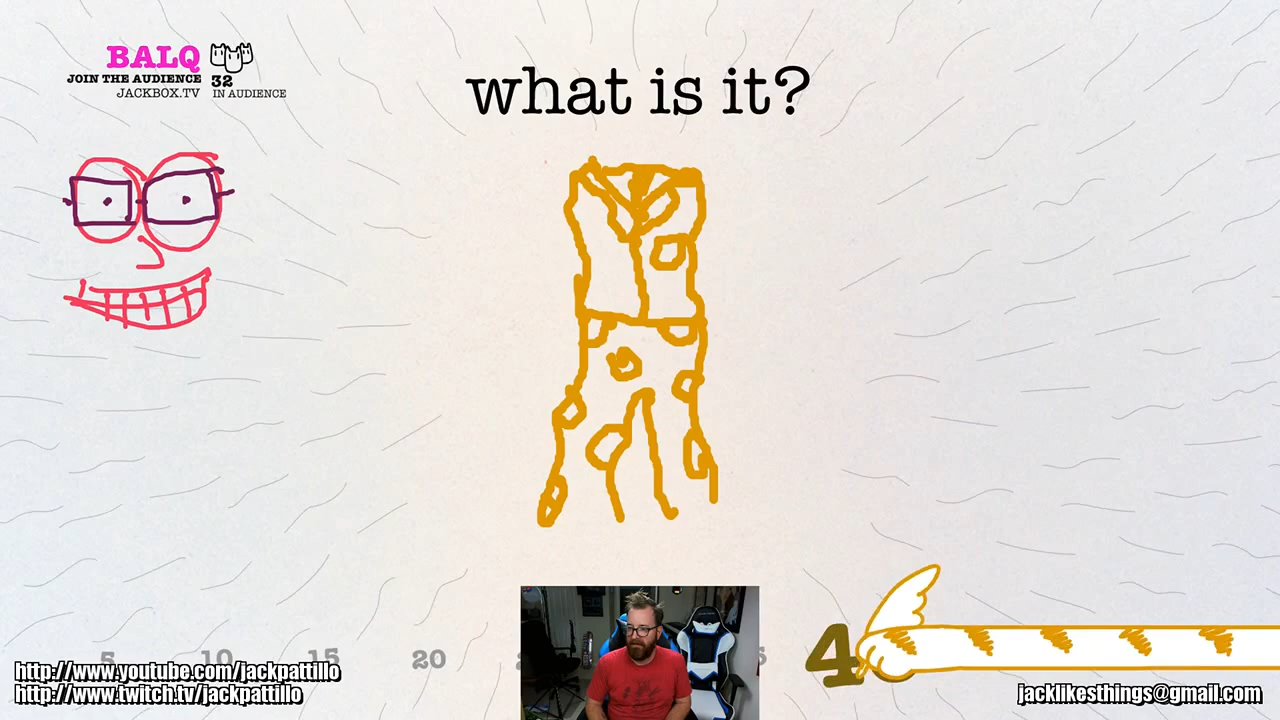 BALQ
JOIN THE AUDIENCE 32
JACKBOX.TV IN AUDIENCE
what is it?
5 10 15 20
4
http://www.youtube.com/jackpattillo
http://www.twitch.tv/jackpattillo
jacklikesthings@gmail.com